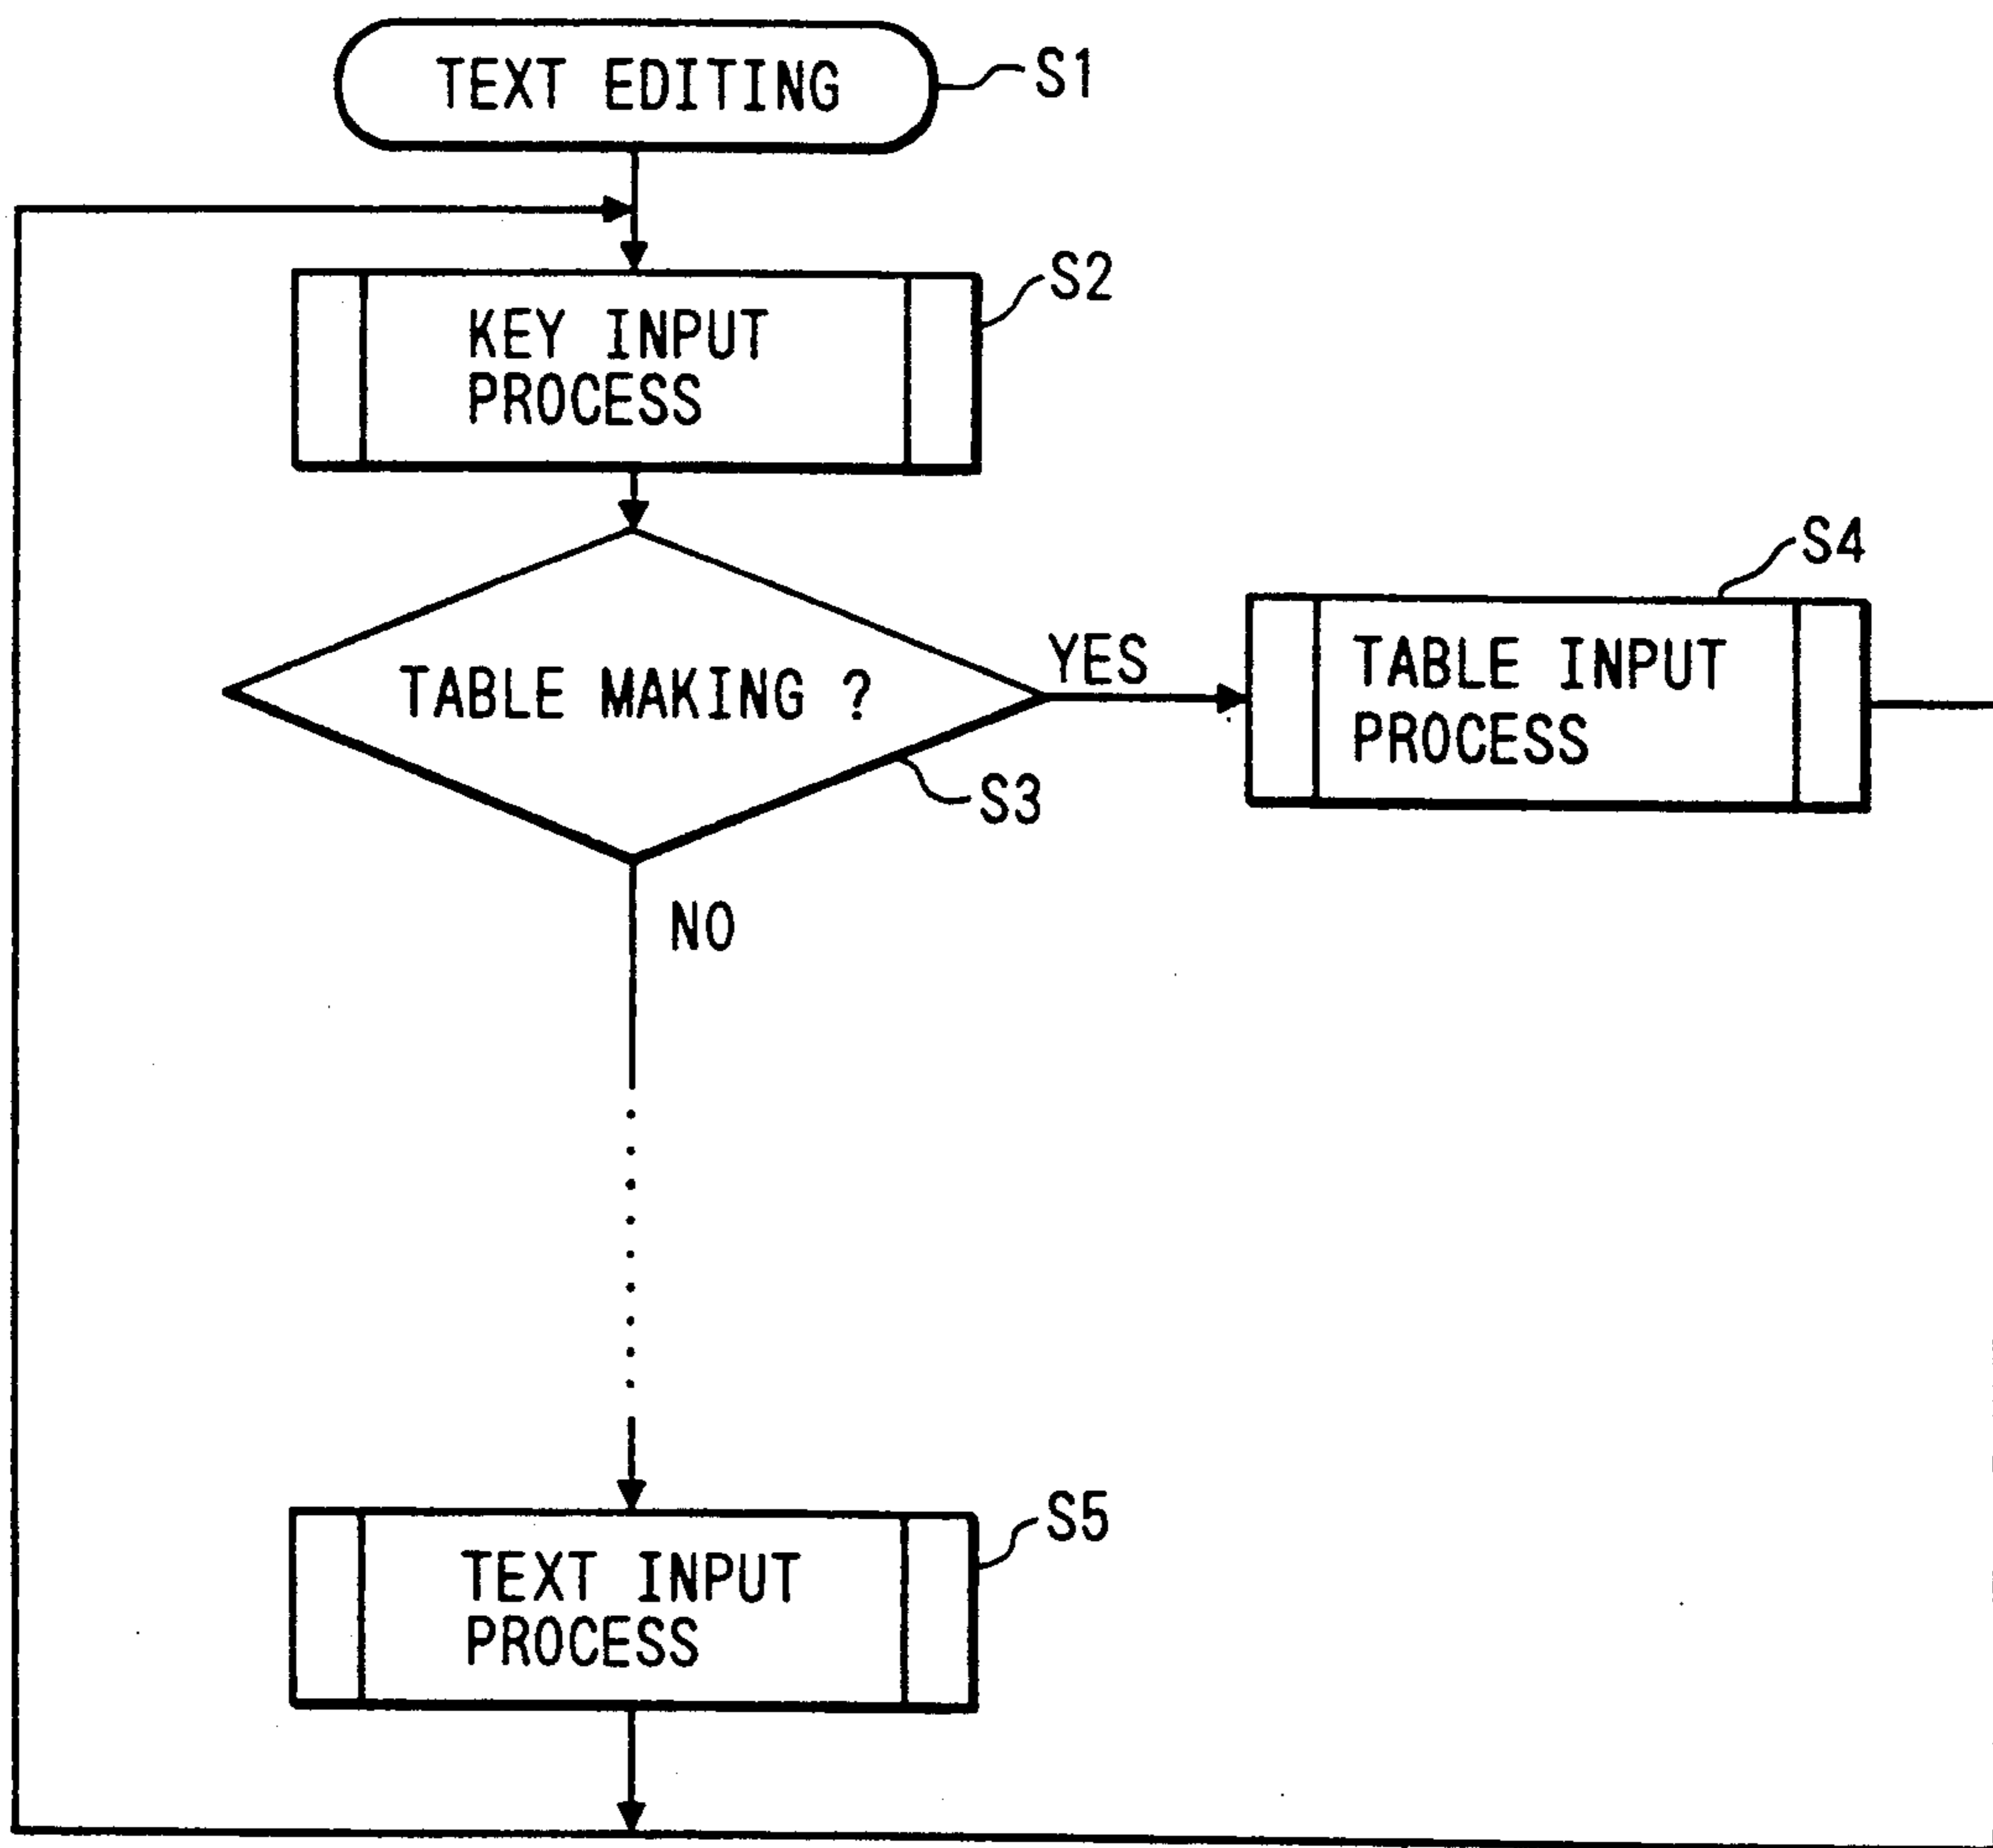 TEXT EDITING
S1
S2
KEY INPUT
PROCESS
S4
TABLE INPUT
PROCESS
YES
TABLE MAKING ?
S3
NO
S5
TEXT INPUT
PROCESS